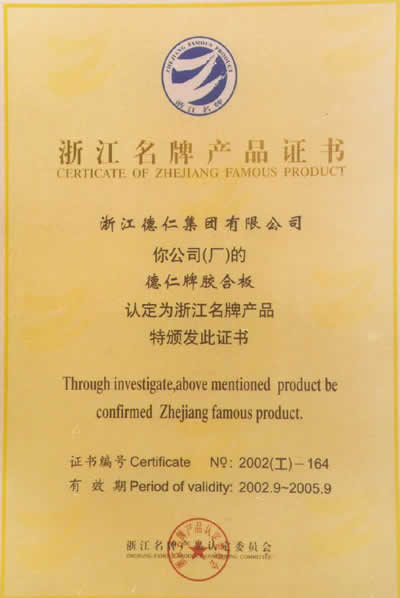 ZHEJIANG FAMOUS PRODUCT
浙江名牌
浙江名牌产品证书
CERTICATE OF ZHEJIANG FAMOUS PRODUCT
浙江德仁集团有限公司
你公司(厂)的
德仁牌胶合板
认定为浙江名牌产品
特颁发此证书
Through investigate,above mentioned product be
confirmed Zhejiang famous product.
证书编号 Certificate №: 2002(工)-164
有效期 Period of validity: 2002.9~2005.9
浙江名牌产品认定委员会
ZHEJIANG FAMOUS PRODUCT COMMITTEE